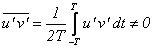 \overline{u'v'} = \frac{1}{2T} \int_{-T}^{T} u'v' dt \neq 0